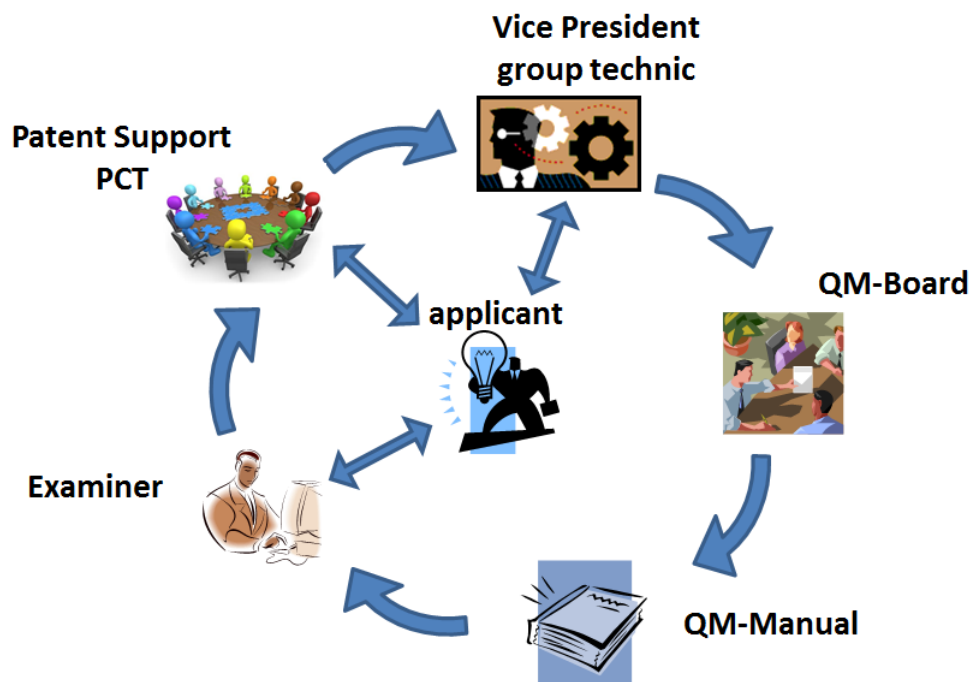 Vice President
group technic
Patent Support
PCT
QM-Board
applicant
Examiner
QM-Manual